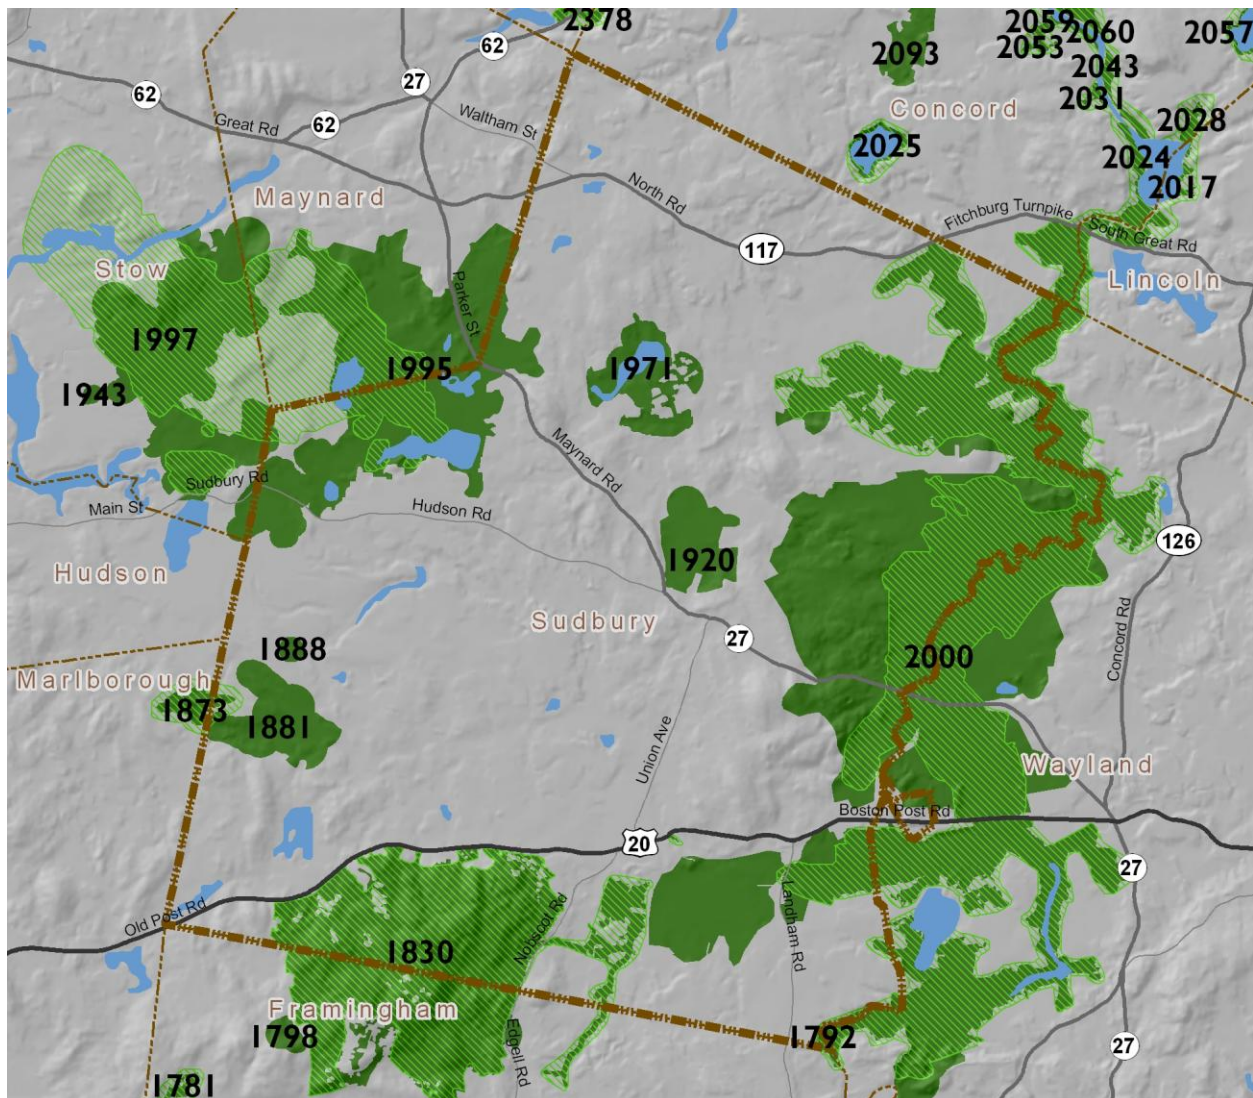 2378
2059
2060
2057
2053
62
2093
2043
27
62
2031
Concord
Waltham St
62
Great Rd
2028
2025
2024
2017
Maynard
North Rd
Fitchburg Turnpike
South Great Rd
117
Stow
Lincoln
Parker St
1997
1995
1971
1943
Maynard Rd
Sudbury Rd
Main St
Hudson Rd
126
1920
Hudson
Sudbury
Concord Rd
27
1888
2000
Marlborough
1873
1881
Union Ave
Wayland
Boston Post Rd
20
27
Old Post Rd
Nobscot Rd
Landham Rd
1830
Framingham
1798
1792
27
Edgell Rd
1781